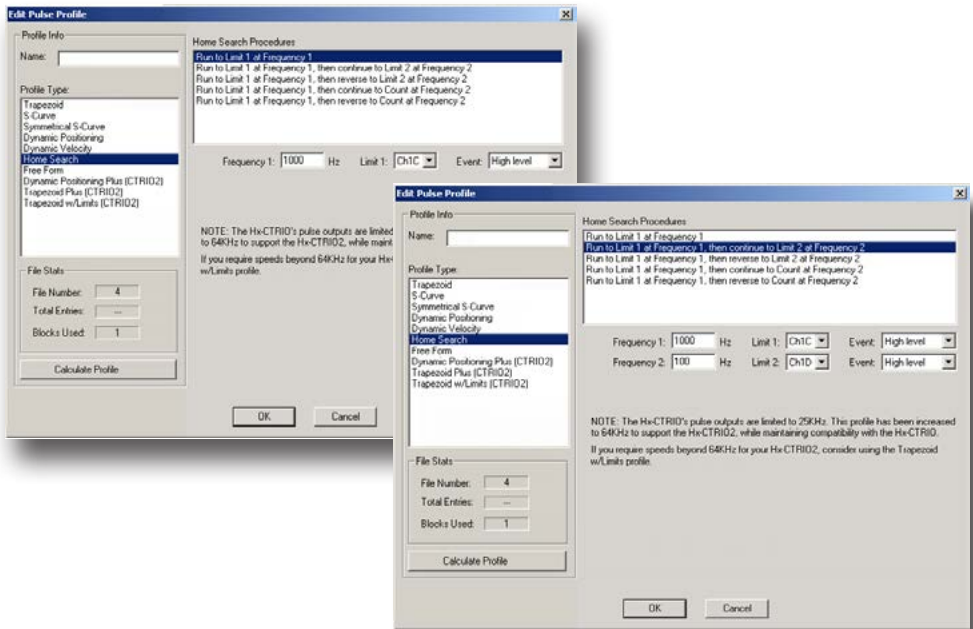 Edit Pulse Profile
Profile Info
Name:
Profile Type:
Trapezoid
S-Curve
Symmetrical S-Curve
Dynamic Positioning
Dynamic Velocity
Home Search
Free Form
Dynamic Positioning Plus (CTRIO2)
Trapezoid Plus (CTRIO2)
Trapezoid w/Limits (CTRIO2)
File Stats
File Number: 4
Total Entries: ---
Blocks Used: 1
Calculate Profile
Home Search Procedures
Run to Limit 1 at Frequency 1
Run to Limit 1 at Frequency 1, then continue to Limit 2 at Frequency 2
Run to Limit 1 at Frequency 1, then reverse to Limit 2 at Frequency 2
Run to Limit 1 at Frequency 1, then continue to Count at Frequency 2
Run to Limit 1 at Frequency 1, then reverse to Count at Frequency 2
Frequency 1: 1000 Hz Limit 1: Ch1C Event: High level
NOTE: The Hx-CTRIO's pulse outputs are limited
to 64KHz to support the Hx-CTRIO2, while maint
If you require speeds beyond 64KHz for your Hx-
w/Limits profile.
OK Cancel
Edit Pulse Profile
Profile Info
Name:
Profile Type:
Trapezoid
S-Curve
Symmetrical S-Curve
Dynamic Positioning
Dynamic Velocity
Home Search
Free Form
Dynamic Positioning Plus (CTRIO2)
Trapezoid Plus (CTRIO2)
Trapezoid w/Limits (CTRIO2)
File Stats
File Number: 4
Total Entries: ---
Blocks Used: 1
Calculate Profile
Home Search Procedures
Run to Limit 1 at Frequency 1
Run to Limit 1 at Frequency 1, then continue to Limit 2 at Frequency 2
Run to Limit 1 at Frequency 1, then reverse to Limit 2 at Frequency 2
Run to Limit 1 at Frequency 1, then continue to Count at Frequency 2
Run to Limit 1 at Frequency 1, then reverse to Count at Frequency 2
Frequency 1: 1000 Hz Limit 1: Ch1C Event: High level
Frequency 2: 100 Hz Limit 2: Ch1D Event: High level
NOTE: The Hx-CTRIO's pulse outputs are limited to 25KHz. This profile has been increased
to 64KHz to support the Hx-CTRIO2, while maintaining compatibility with the Hx-CTRIO.
If you require speeds beyond 64KHz for your Hx-CTRIO2, consider using the Trapezoid
w/Limits profile.
OK Cancel